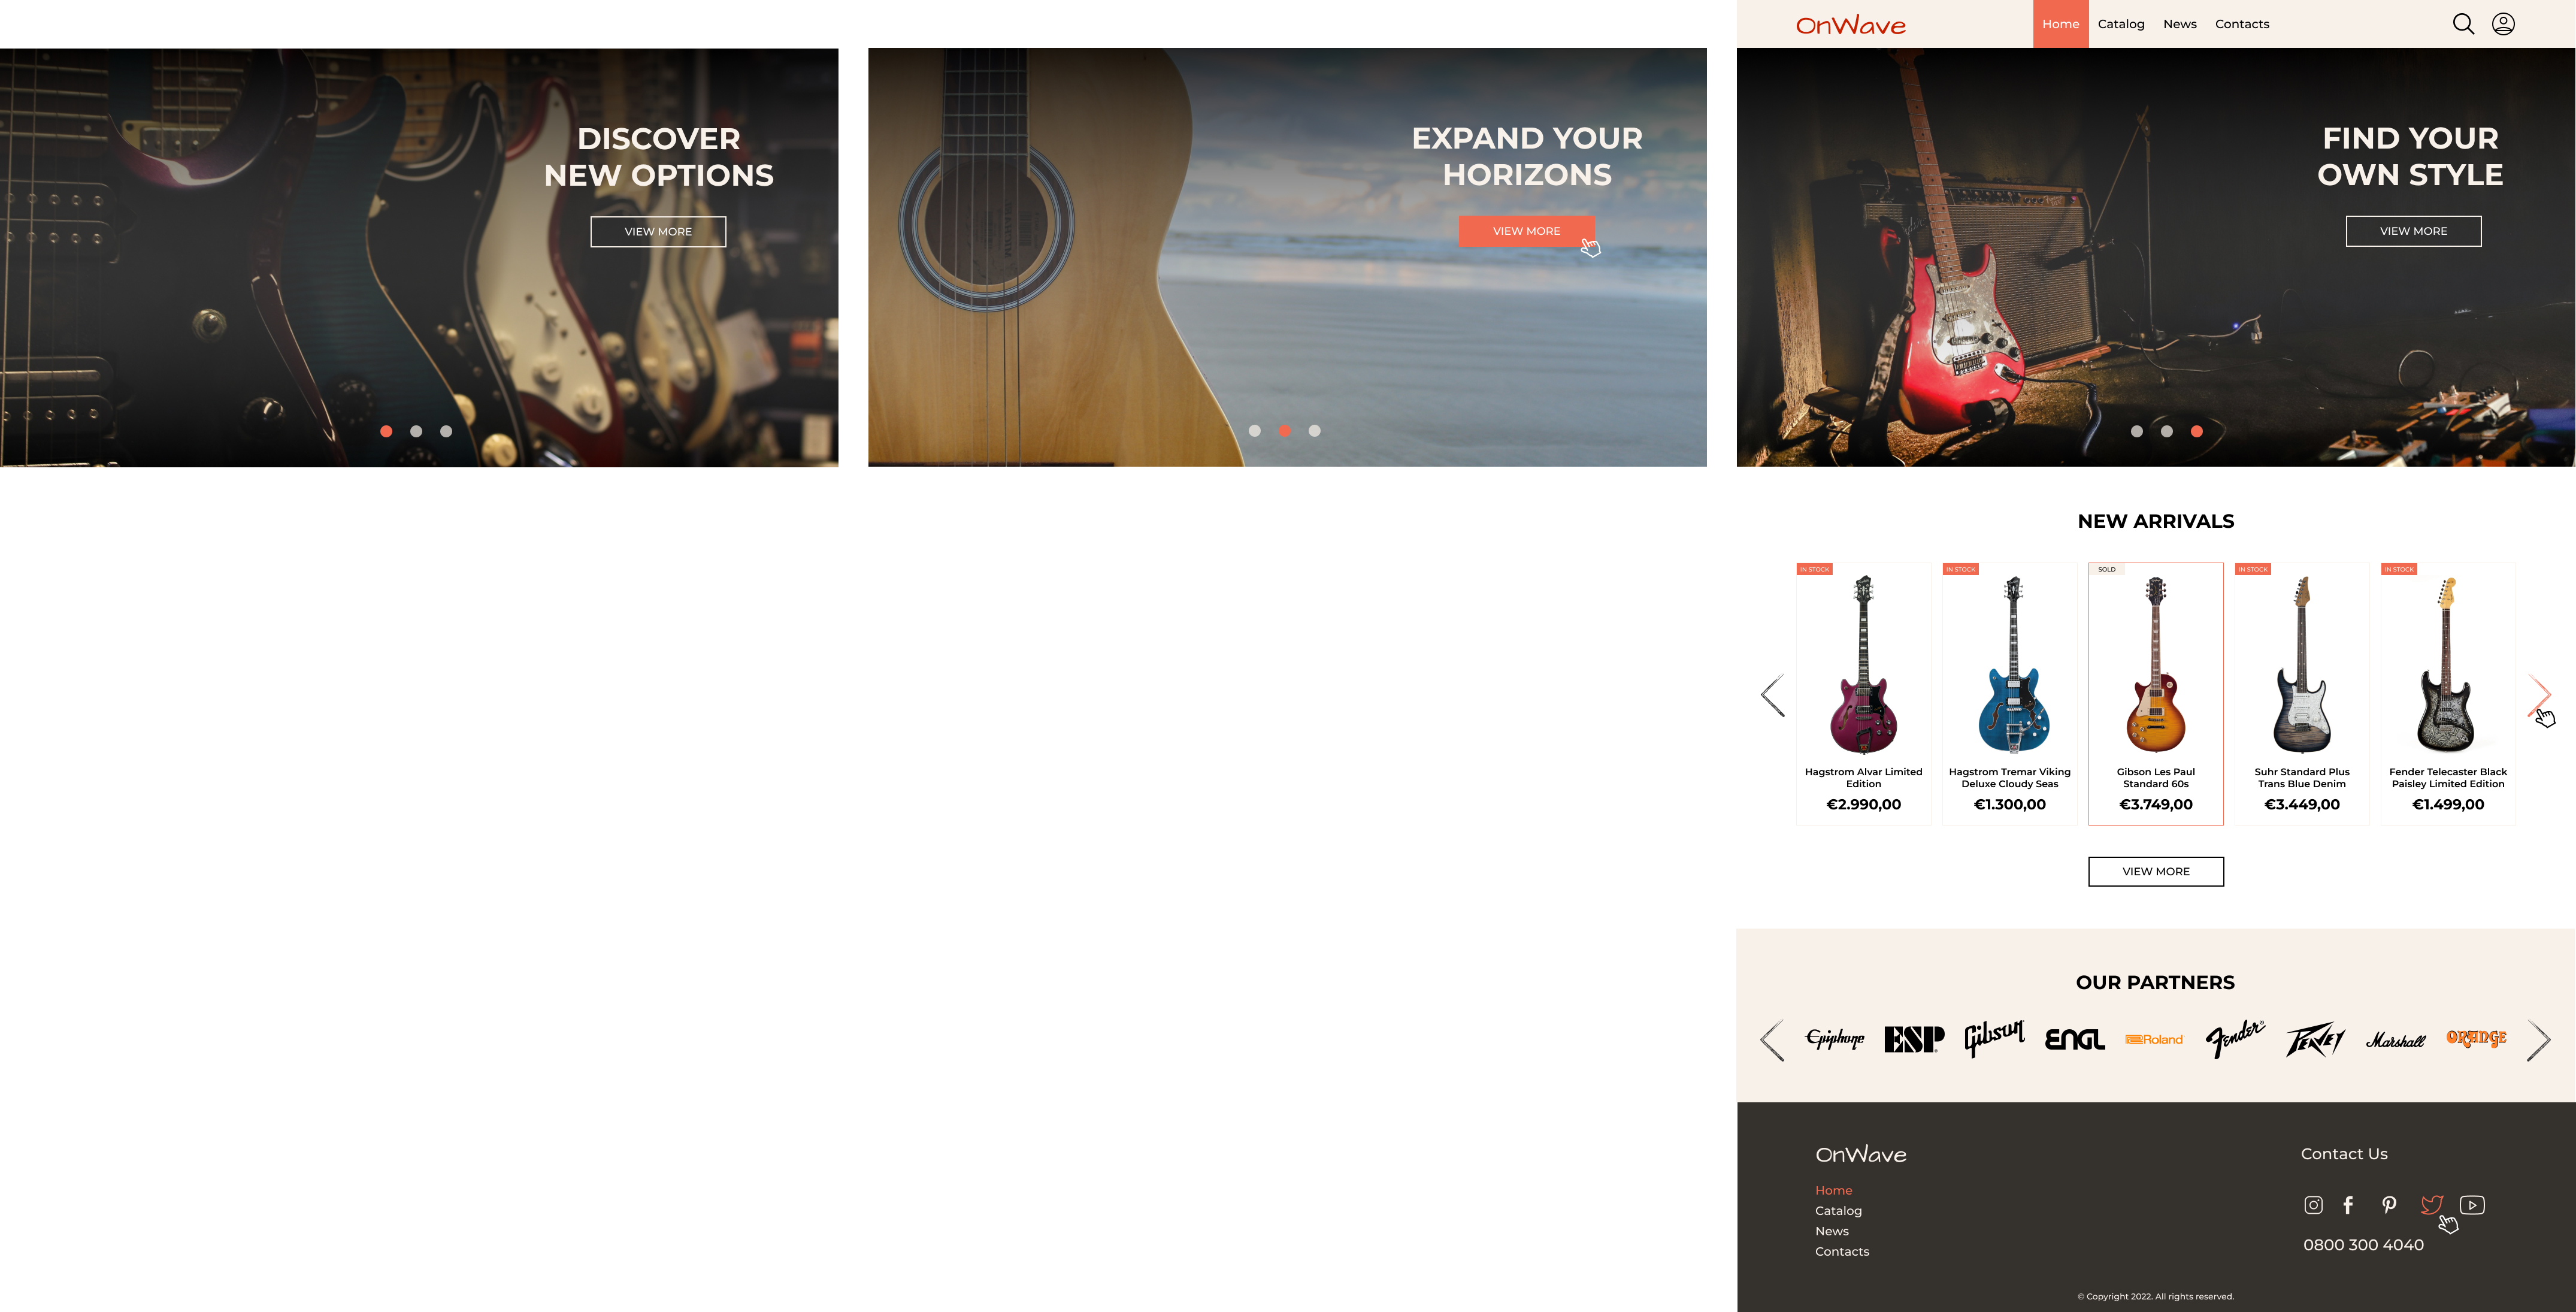 OnWave
Home
Catalog
News
Contacts
DISCOVER
NEW OPTIONS
VIEW MORE
EXPAND YOUR
HORIZONS
VIEW MORE
FIND YOUR
OWN STYLE
VIEW MORE
NEW ARRIVALS
IN STOCK
Hagstrom Alvar Limited
Edition
€2.990,00
IN STOCK
Hagstrom Tremar Viking
Deluxe Cloudy Seas
€1.300,00
SOLD
Gibson Les Paul
Standard 60s
€3.749,00
IN STOCK
Suhr Standard Plus
Trans Blue Denim
€3.449,00
IN STOCK
Fender Telecaster Black
Paisley Limited Edition
€1.499,00
VIEW MORE
OUR PARTNERS
Epiphone
ESP
Gibson
ENGL
Roland
Fender
PEAVEY
Marshall
ORANGE
OnWave
Home
Catalog
News
Contacts
Contact Us
0800 300 4040
© Copyright 2022. All rights reserved.